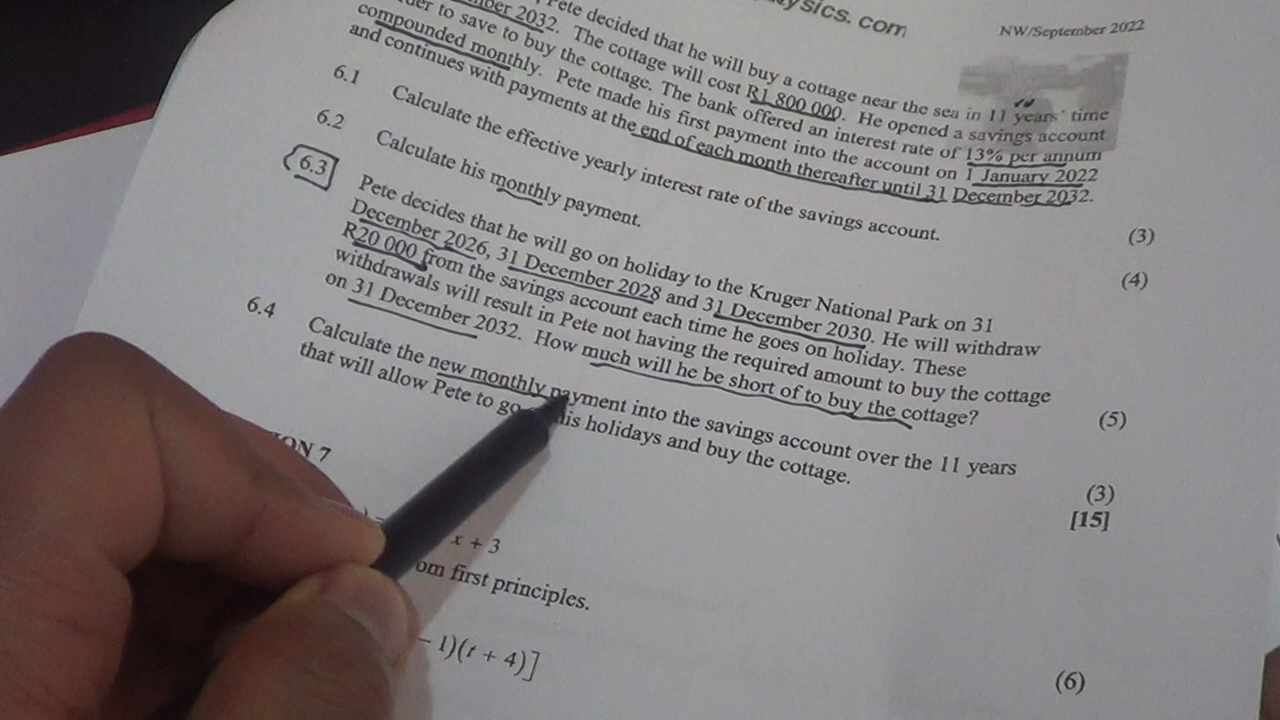 ysics. com
NW/September 2022
ber 2032. Pete decided that he will buy a cottage near the sea in 11 years' time
The cottage will cost R1 800 000. He opened a savings account
der to save to buy the cottage. The bank offered an interest rate of 13% per annum
compounded monthly. Pete made his first payment into the account on 1 January 2022
and continues with payments at the end of each month thereafter until 31 December 2032.
6.1 Calculate the effective yearly interest rate of the savings account. (3)
6.2 Calculate his monthly payment. (4)
6.3 Pete decides that he will go on holiday to the Kruger National Park on 31
December 2026, 31 December 2028 and 31 December 2030. He will withdraw
R20 000 from the savings account each time he goes on holiday. These
withdrawals will result in Pete not having the required amount to buy the cottage
on 31 December 2032. How much will he be short of to buy the cottage? (5)
6.4 Calculate the new monthly payment into the savings account over the 11 years
that will allow Pete to go his holidays and buy the cottage. (3)
[15]
ON 7
x + 3
om first principles.
– 1)(t + 4)]
(6)